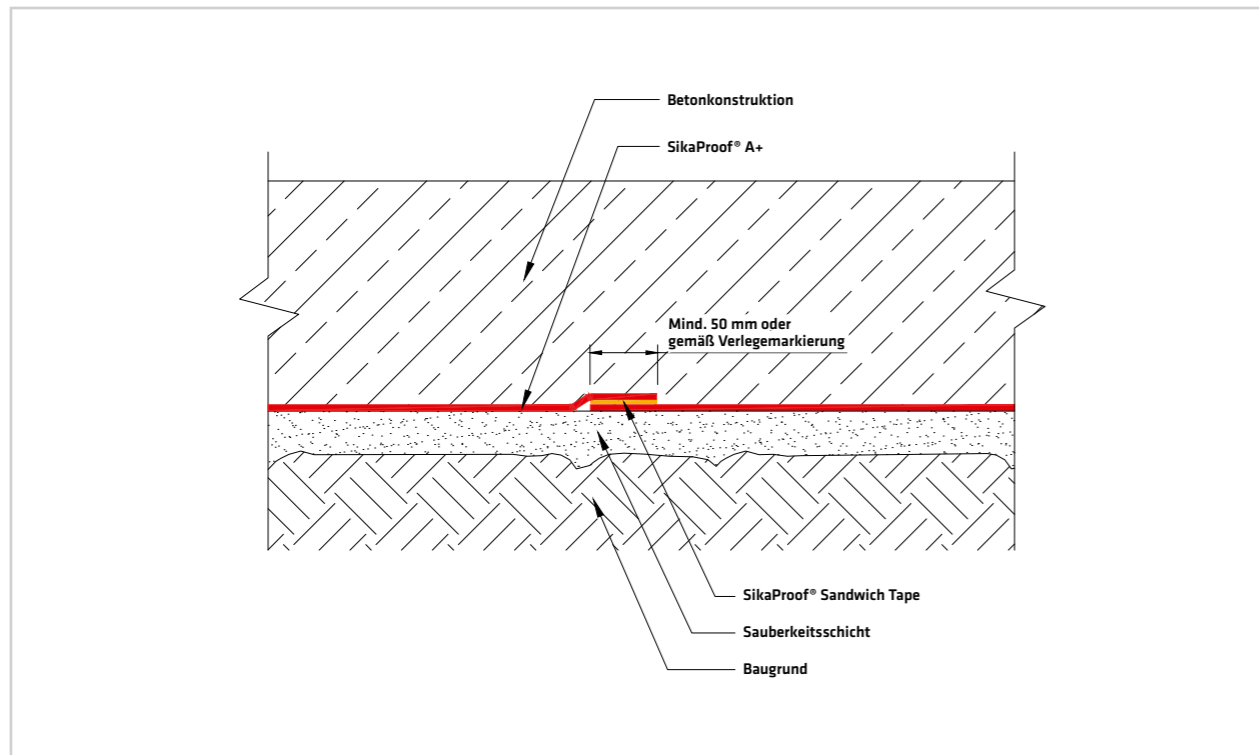 Betonkonstruktion
SikaProof® A+
Mind. 50 mm oder
gemäß Verlegemarkierung
SikaProof® Sandwich Tape
Sauberkeitsschicht
Baugrund